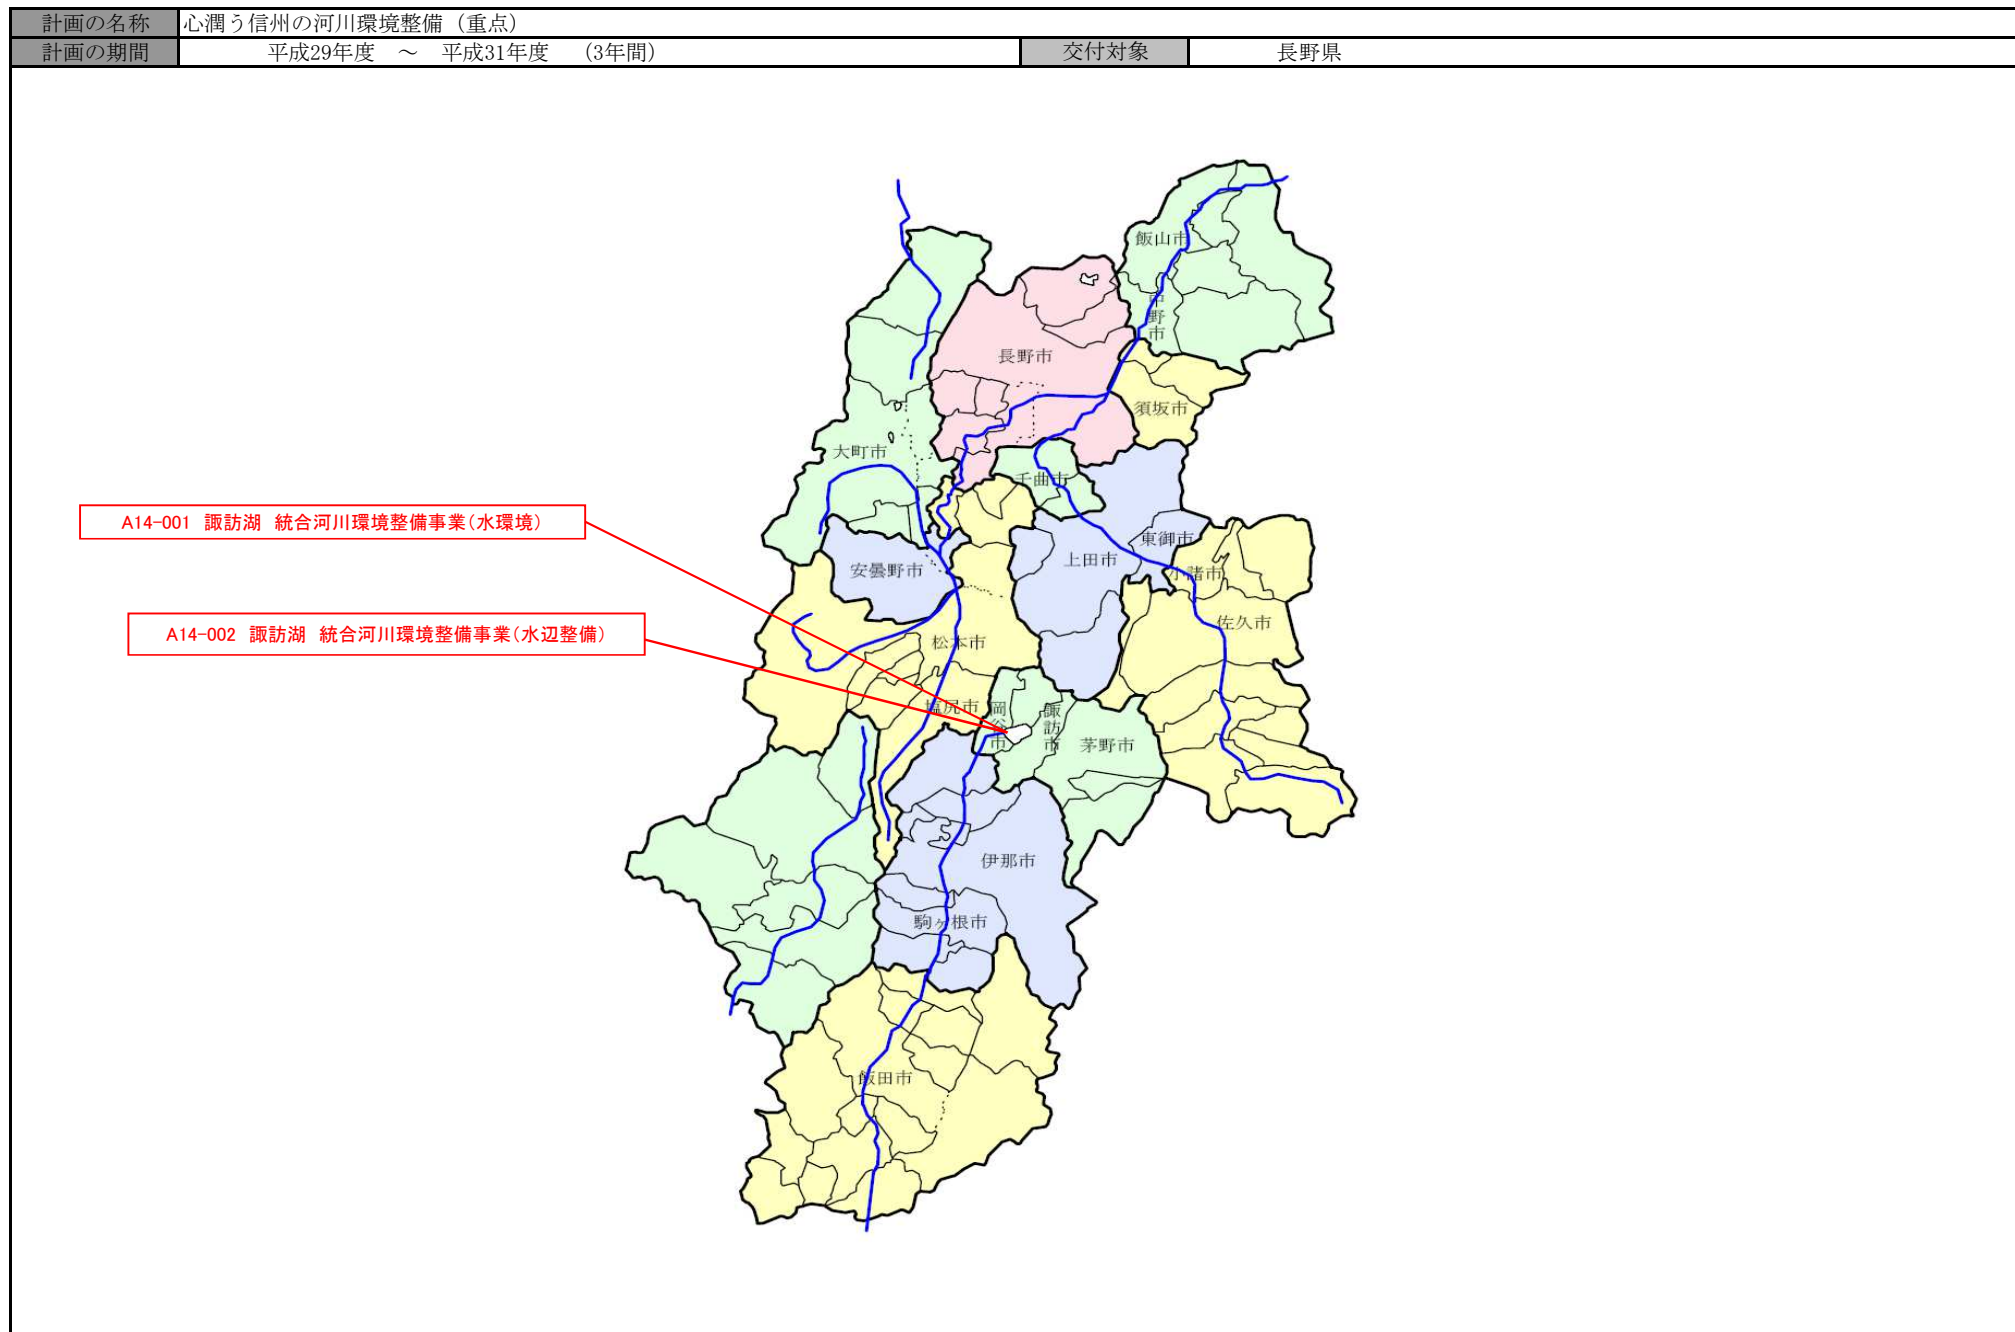 計画の名称 心潤う信州の河川環境整備（重点）
計画の期間 平成29年度 ～ 平成31年度 （3年間） 交付対象 長野県
飯山市
中野市
長野市
須坂市
大町市
千曲市
A14-001 諏訪湖 統合河川環境整備事業（水環境）
東御市
上田市
安曇野市
小諸市
佐久市
A14-002 諏訪湖 統合河川環境整備事業（水辺整備）
松本市
塩尻市
岡谷市
諏訪市
茅野市
伊那市
駒ヶ根市
飯田市